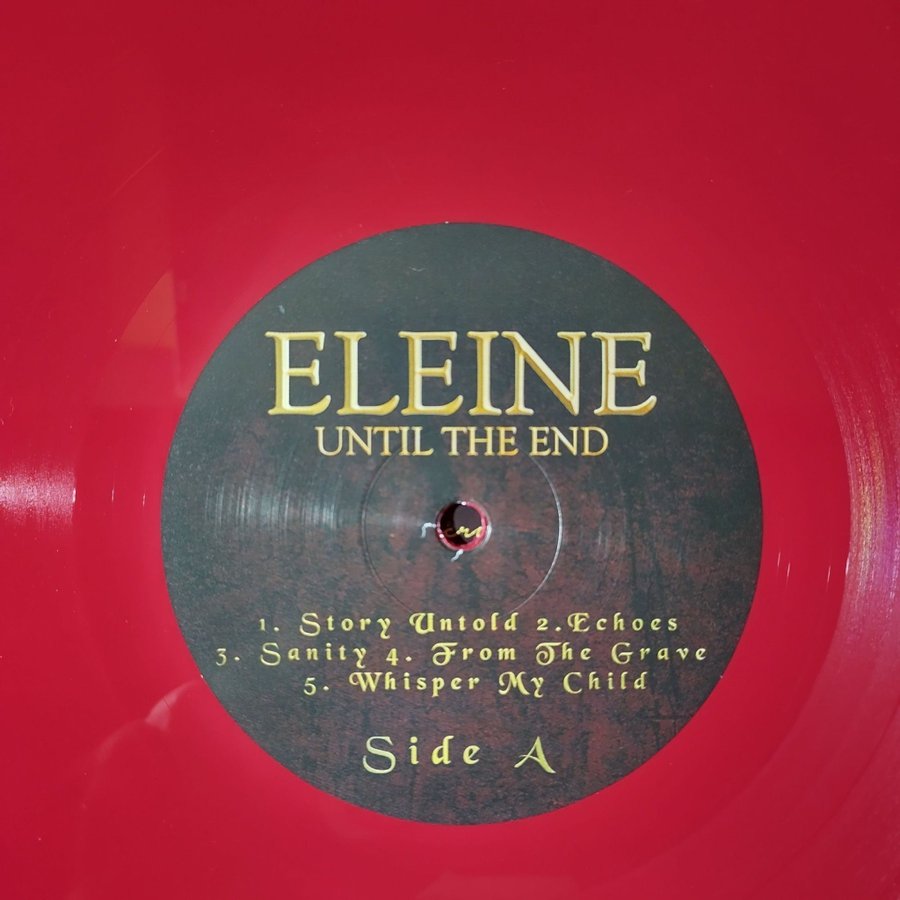 ELEINE
UNTIL THE END
1. Story Untold 2.Echoes
3. Sanity 4. From The Grave
5. Whisper My Child
Side A